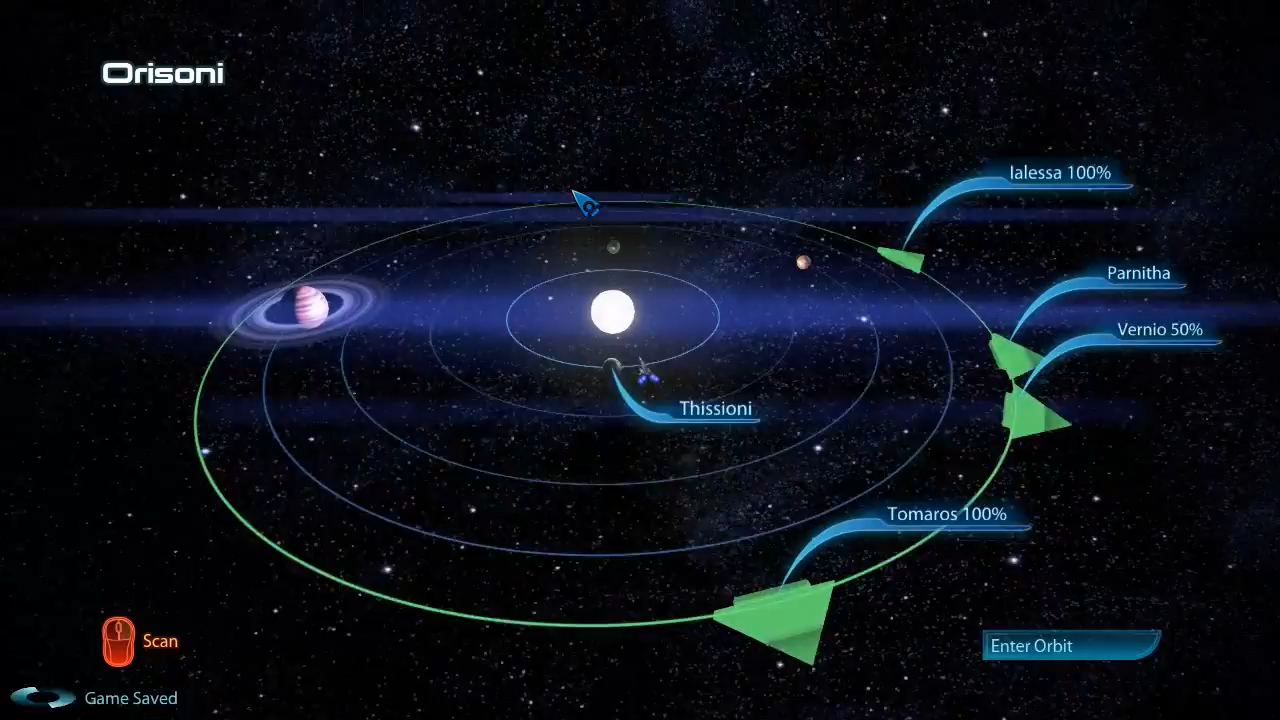 Orisoni
Ialessa 100%
Parnitha
Vernio 50%
Thissioni
Tomaros 100%
Scan
Enter Orbit
Game Saved